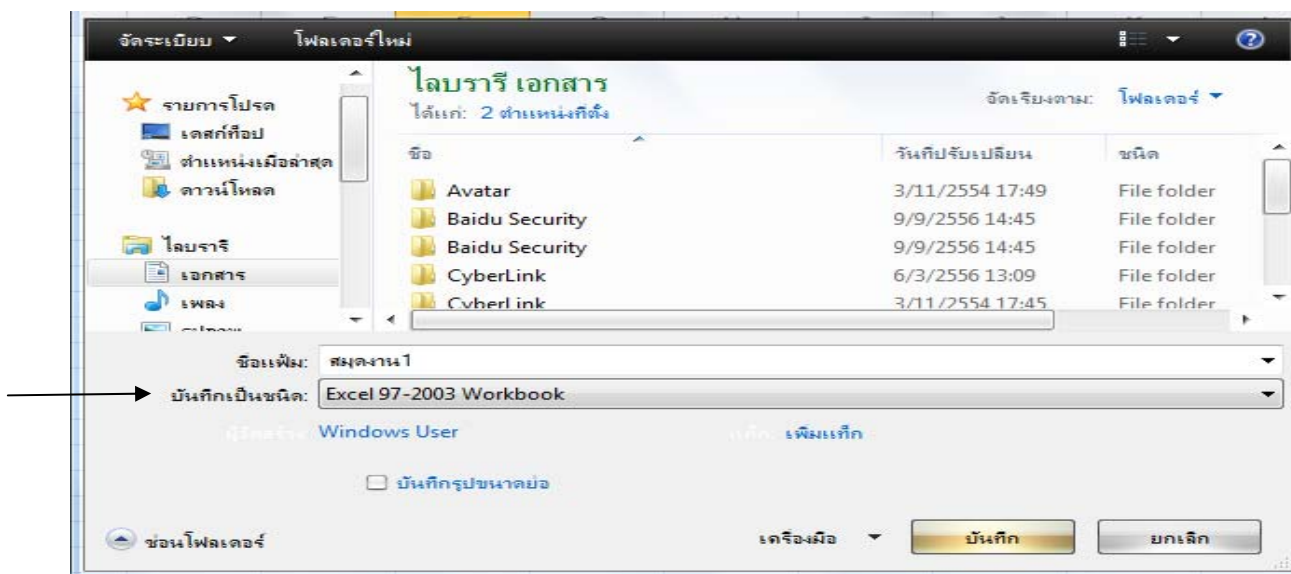 จัดระเบียบ โฟลเดอร์ใหม่
ไลบรารี เอกสาร
ได้แก่: 2 ตำแหน่งที่ตั้ง
จัดเรียงตาม: โฟลเดอร์
รายการโปรด
เดสก์ท็อป
ตำแหน่งเมื่อล่าสุด
ดาวน์โหลด
ไลบรารี
เอกสาร
เพลง
ชื่อ วันที่ปรับเปลี่ยน ชนิด
Avatar 3/11/2554 17:49 File folder
Baidu Security 9/9/2556 14:45 File folder
Baidu Security 9/9/2556 14:45 File folder
CyberLink 6/3/2556 13:09 File folder
CyberLink 3/11/2554 17:45 File folder
ชื่อแฟ้ม: สมุดงาน1
บันทึกเป็นชนิด: Excel 97-2003 Workbook
Windows User แท็ก: เพิ่มแท็ก
บันทึกรูปขนาดย่อ
ซ่อนโฟลเดอร์ เครื่องมือ บันทึก ยกเลิก